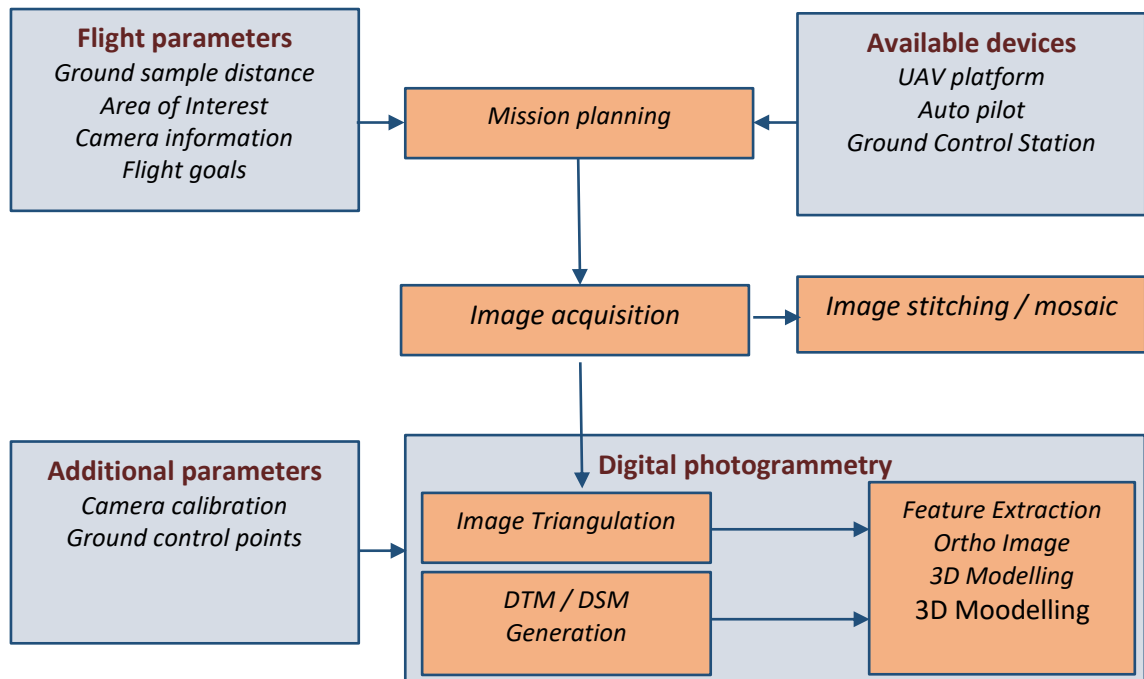 Flight parameters
Ground sample distance
Area of Interest
Camera information
Flight goals
Mission planning
Available devices
UAV platform
Auto pilot
Ground Control Station
Image acquisition
Image stitching / mosaic
Additional parameters
Camera calibration
Ground control points
Digital photogrammetry
Image Triangulation
DTM / DSM
Generation
Feature Extraction
Ortho Image
3D Modelling
3D Moodelling